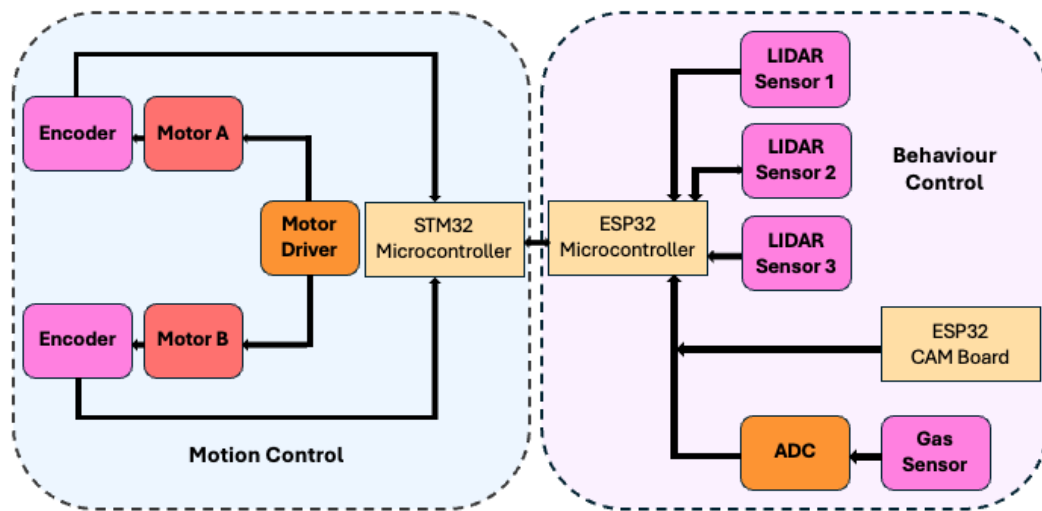 Encoder
Motor A
Motor
Driver
STM32
Microcontroller
Encoder
Motor B
Motion Control
LIDAR
Sensor 1
LIDAR
Sensor 2
Behaviour
Control
ESP32
Microcontroller
LIDAR
Sensor 3
ESP32
CAM Board
ADC
Gas
Sensor